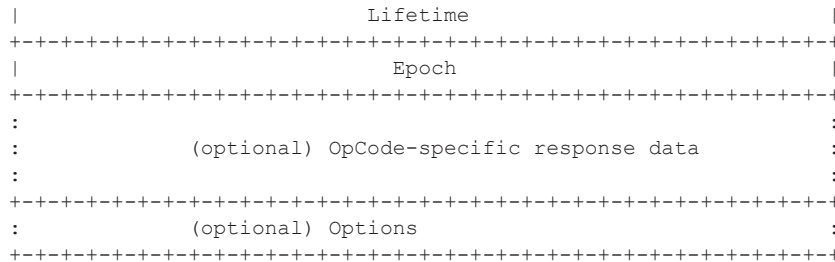 | Lifetime |
+-+-+-+-+-+-+-+-+-+-+-+-+-+-+-+-+-+-+-+-+-+-+-+-+-+-+-+-+-+-+-+-+
| Epoch |
+-+-+-+-+-+-+-+-+-+-+-+-+-+-+-+-+-+-+-+-+-+-+-+-+-+-+-+-+-+-+-+-+
: :
: (optional) OpCode-specific response data :
: :
+-+-+-+-+-+-+-+-+-+-+-+-+-+-+-+-+-+-+-+-+-+-+-+-+-+-+-+-+-+-+-+-+
: (optional) Options :
+-+-+-+-+-+-+-+-+-+-+-+-+-+-+-+-+-+-+-+-+-+-+-+-+-+-+-+-+-+-+-+-+